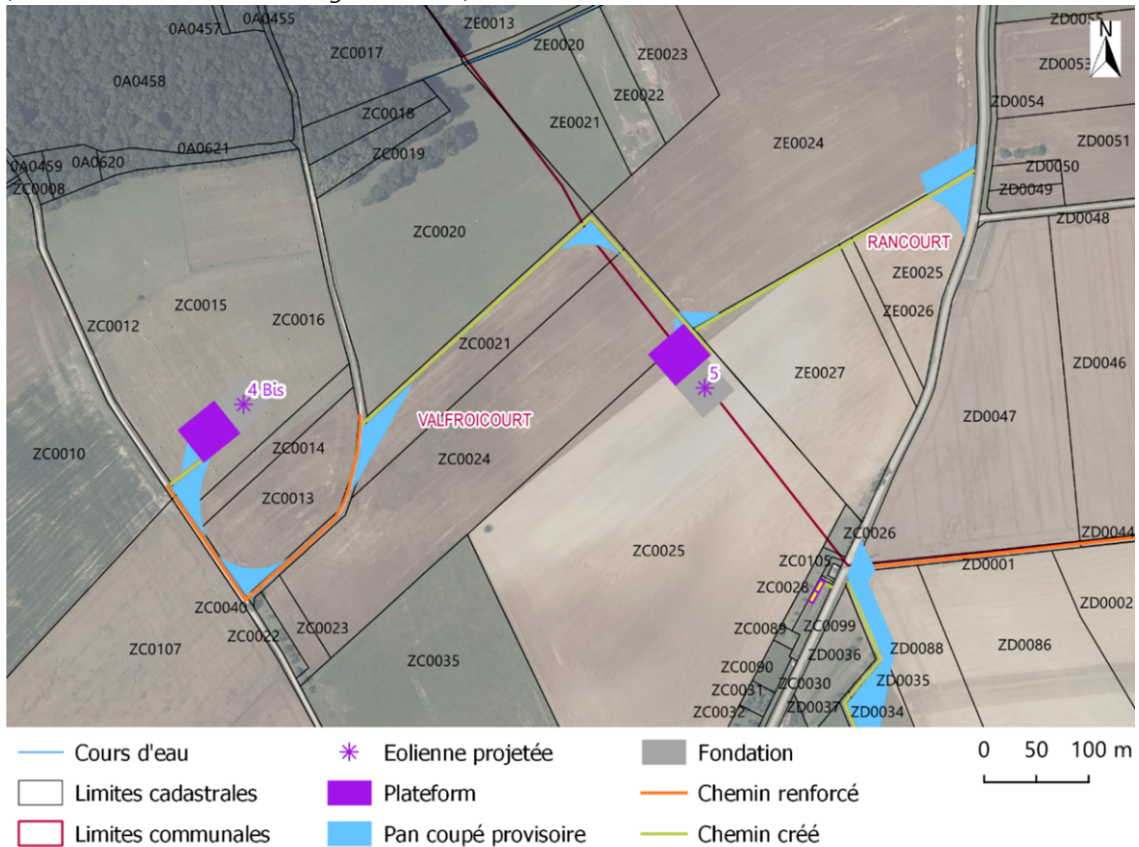 0A0457
0A0455
ZC0017
ZE0013
ZE0020
ZE0023
ZD0055
N
0A0458
ZD0053
ZE0022
ZD0054
ZC0018
ZE0021
ZE0024
ZD0051
0A0621
ZC0019
0A0459
0A0620
ZD0050
ZC0008
ZD0049
ZD0048
ZC0020
RANCOURT
ZE0025
ZC0015
ZE0026
ZC0012
ZC0016
ZC0021
ZD0046
ZE0027
5
4 Bis
ZD0047
VALFROICOURT
ZC0014
ZC0010
ZC0024
ZC0013
ZC0026
ZD0044
ZC0025
ZC0105
ZD0001
ZC0028
ZC0040
ZD0002
ZC0022
ZC0023
ZC0089
ZC0099
ZC0107
ZD0088
ZD0086
ZC0035
ZC0090
ZD0036
ZD0035
ZC0031
ZC0030
ZC0032
ZD0037
ZD0034
Cours d'eau
Eolienne projetée
Fondation
0 50 100 m
Limites cadastrales
Plateform
Chemin renforcé
Limites communales
Pan coupé provisoire
Chemin créé